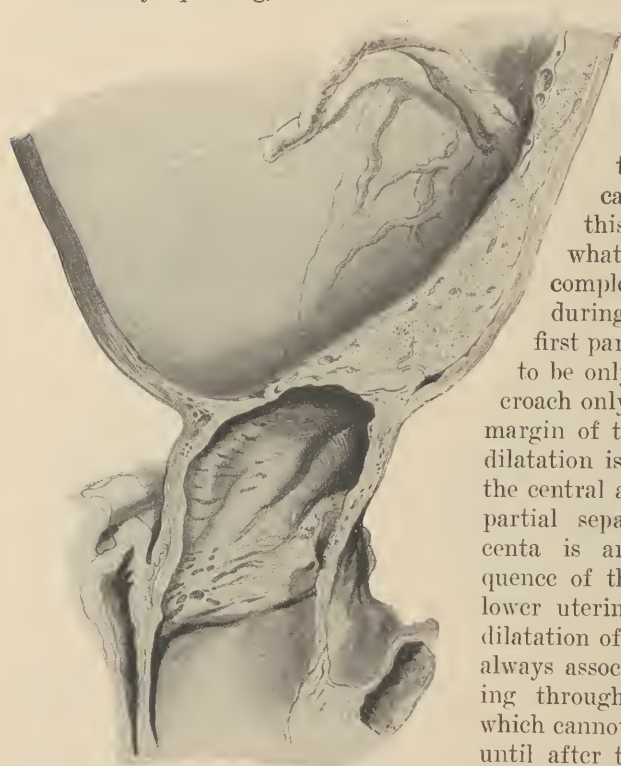 t
ca
this
what
comple
during
first par
to be only
croach only
margin of t
dilatation is
the central a
partial sepa
centa is an
quence of th
lower uterin
dilatation of
always assoc
ing through
which cannot
until after t